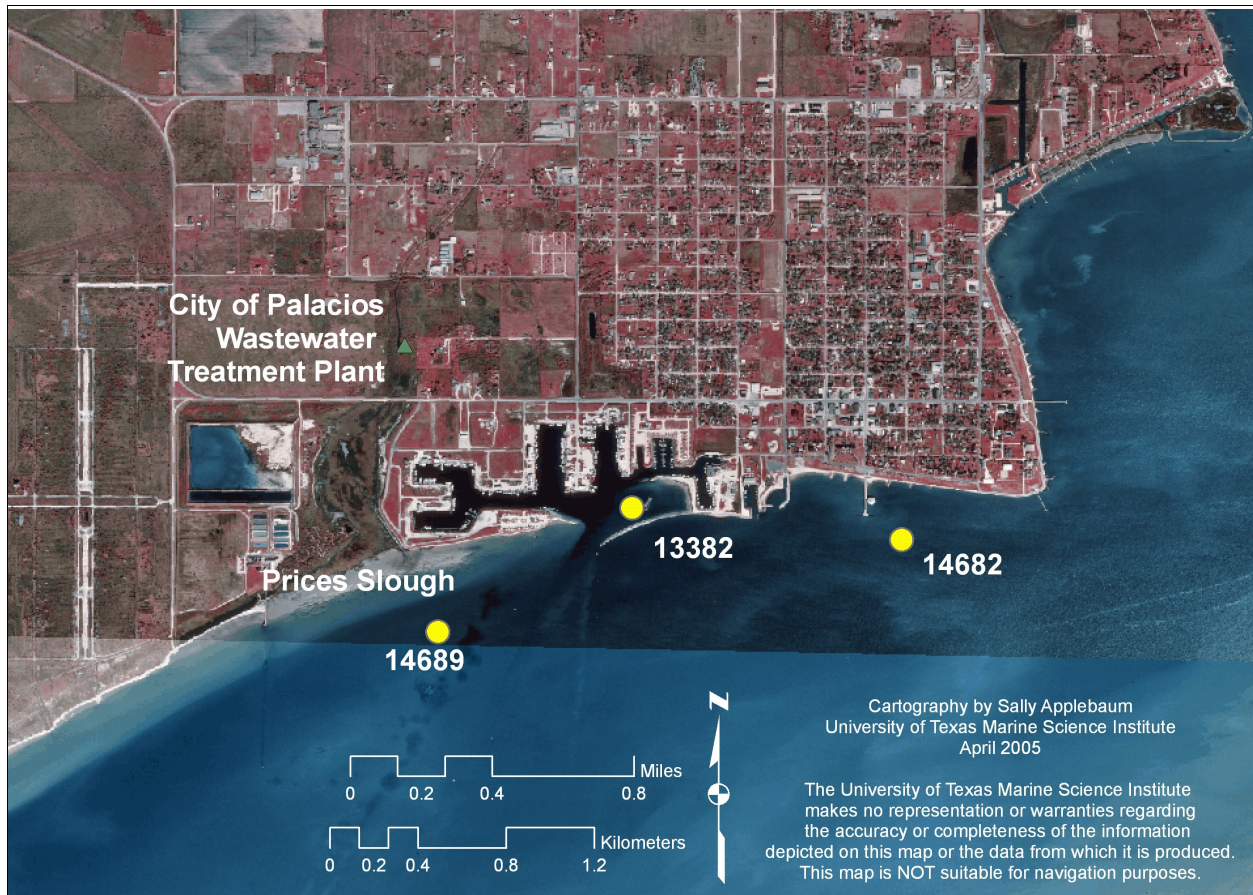 City of Palacios
Wastewater
Treatment Plant
13382
14682
Prices Slough
14689
N
Cartography by Sally Applebaum
University of Texas Marine Science Institute
April 2005
Miles
0 0.2 0.4 0.8
The University of Texas Marine Science Institute
makes no representation or warranties regarding
the accuracy or completeness of the information
depicted on this map or the data from which it is produced.
This map is NOT suitable for navigation purposes.
Kilometers
0 0.2 0.4 0.8 1.2